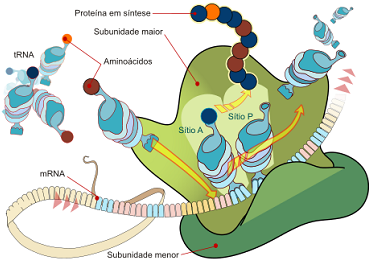 Proteína em síntese
Subunidade maior
tRNA
Aminoácidos
Sítio A
Sítio P
mRNA
Subunidade menor